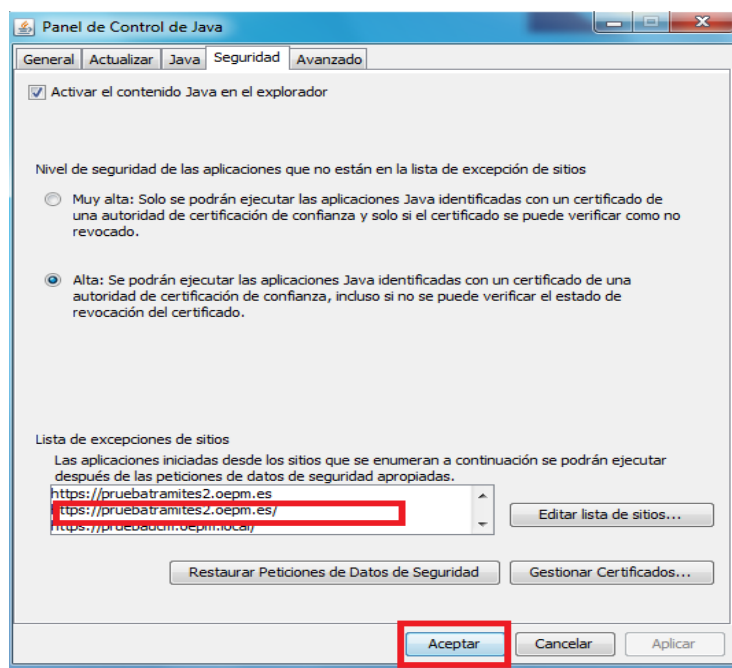 Panel de Control de Java
General Actualizar Java Seguridad Avanzado
Activar el contenido Java en el explorador
Nivel de seguridad de las aplicaciones que no están en la lista de excepción de sitios
Muy alta: Solo se podrán ejecutar las aplicaciones Java identificadas con un certificado de
una autoridad de certificación de confianza y solo si el certificado se puede verificar como no
revocado.
Alta: Se podrán ejecutar las aplicaciones Java identificadas con un certificado de una
autoridad de certificación de confianza, incluso si no se puede verificar el estado de
revocación del certificado.
Lista de excepciones de sitios
Las aplicaciones iniciadas desde los sitios que se enumeran a continuación se podrán ejecutar
después de las peticiones de datos de seguridad apropiadas.
https://pruebatramites2.oepm.es
https://pruebatramites2.oepm.es/
https://pruebaucm.oepm.local/
Editar lista de sitios...
Restaurar Peticiones de Datos de Seguridad
Gestionar Certificados...
Aceptar Cancelar Aplicar